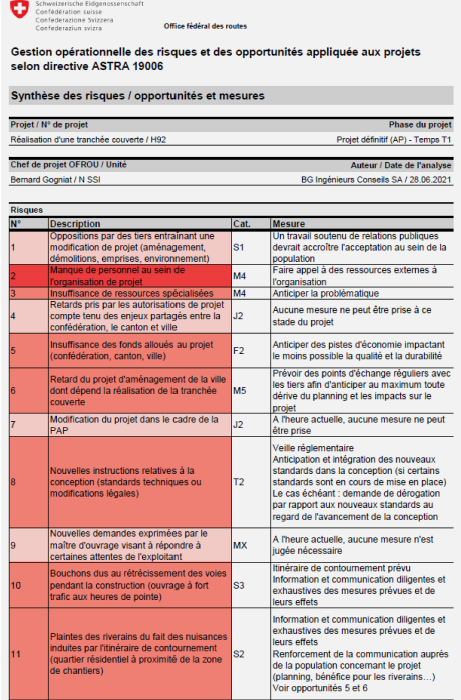 Schweizerische Eidgenossenschaft
Confédération suisse
Confederazione Svizzera
Confederaziun svizra
Office fédéral des routes
Gestion opérationnelle des risques et des opportunités appliquée aux projets
selon directive ASTRA 19006
Synthèse des risques / opportunités et mesures
Projet / N° de projet Phase du projet
Réalisation d'une tranchée couverte / H92 Projet définitif (AP) - Temps T1
Chef de projet OFROU / Unité Auteur / Date de l'analyse
Bernard Gogniat / N SSI BG Ingénieurs Conseils SA / 28.06.2021
Risques
N° Description Cat. Mesure
1
Oppositions par des tiers entraînant une
modification de projet (aménagement,
démolitions, emprises, environnement)
S1
Un travail soutenu de relations publiques
devrait accroître l'acceptation au sein de la
population
2
Manque de personnel au sein de
l'organisation de projet
M4
Faire appel à des ressources externes à
l'organisation
3 Insuffisance de ressources spécialisées M4 Anticiper la problématique
4
Retards pris par les autorisations de projet
compte tenu des enjeux partagés entre la
confédération, le canton et ville
J2
Aucune mesure ne peut être prise à ce
stade du projet
5
Insuffisance des fonds alloués au projet
(confédération, canton, ville)
F2
Anticiper des pistes d'économie impactant
le moins possible la qualité et la durabilité
6
Retard du projet d'aménagement de la ville
dont dépend la réalisation de la tranchée
couverte
M5
Prévoir des points d'échange réguliers avec
les tiers afin d'anticiper au maximum toute
dérive du planning et les impacts sur le
projet
7
Modification du projet dans le cadre de la
PAP
J2
A l'heure actuelle, aucune mesure ne peut
être prise
8
Nouvelles instructions relatives à la
conception (standards techniques ou
modifications légales)
T2
Veille réglementaire
Anticipation et intégration des nouveaux
standards dans la conception (si certains
standards sont en cours de mise en place)
Le cas échéant : demande de dérogation
par rapport aux nouveaux standards au
regard de l'avancement de la conception
9
Nouvelles demandes exprimées par le
maître d'ouvrage visant à répondre à
certaines attentes de l'exploitant
MX
A l'heure actuelle, aucune mesure n'est
jugée nécessaire
10
Bouchons dus au rétrécissement des voies
pendant la construction (ouvrage à fort
trafic aux heures de pointe)
S3
Itinéraire de contournement prévu
Information et communication diligentes et
exhaustives des mesures prévues et de
leurs effets
11
Plaintes des riverains du fait des nuisances
induites par l'itinéraire de contournement
(quartier résidentiel à proximité de la zone
de chantiers)
S2
Information et communication diligentes et
exhaustives des mesures prévues et de
leurs effets
Renforcement de la communication auprès
de la population concernant le projet
(planning, bénéfice pour les riverains…)
Voir opportunités 5 et 6